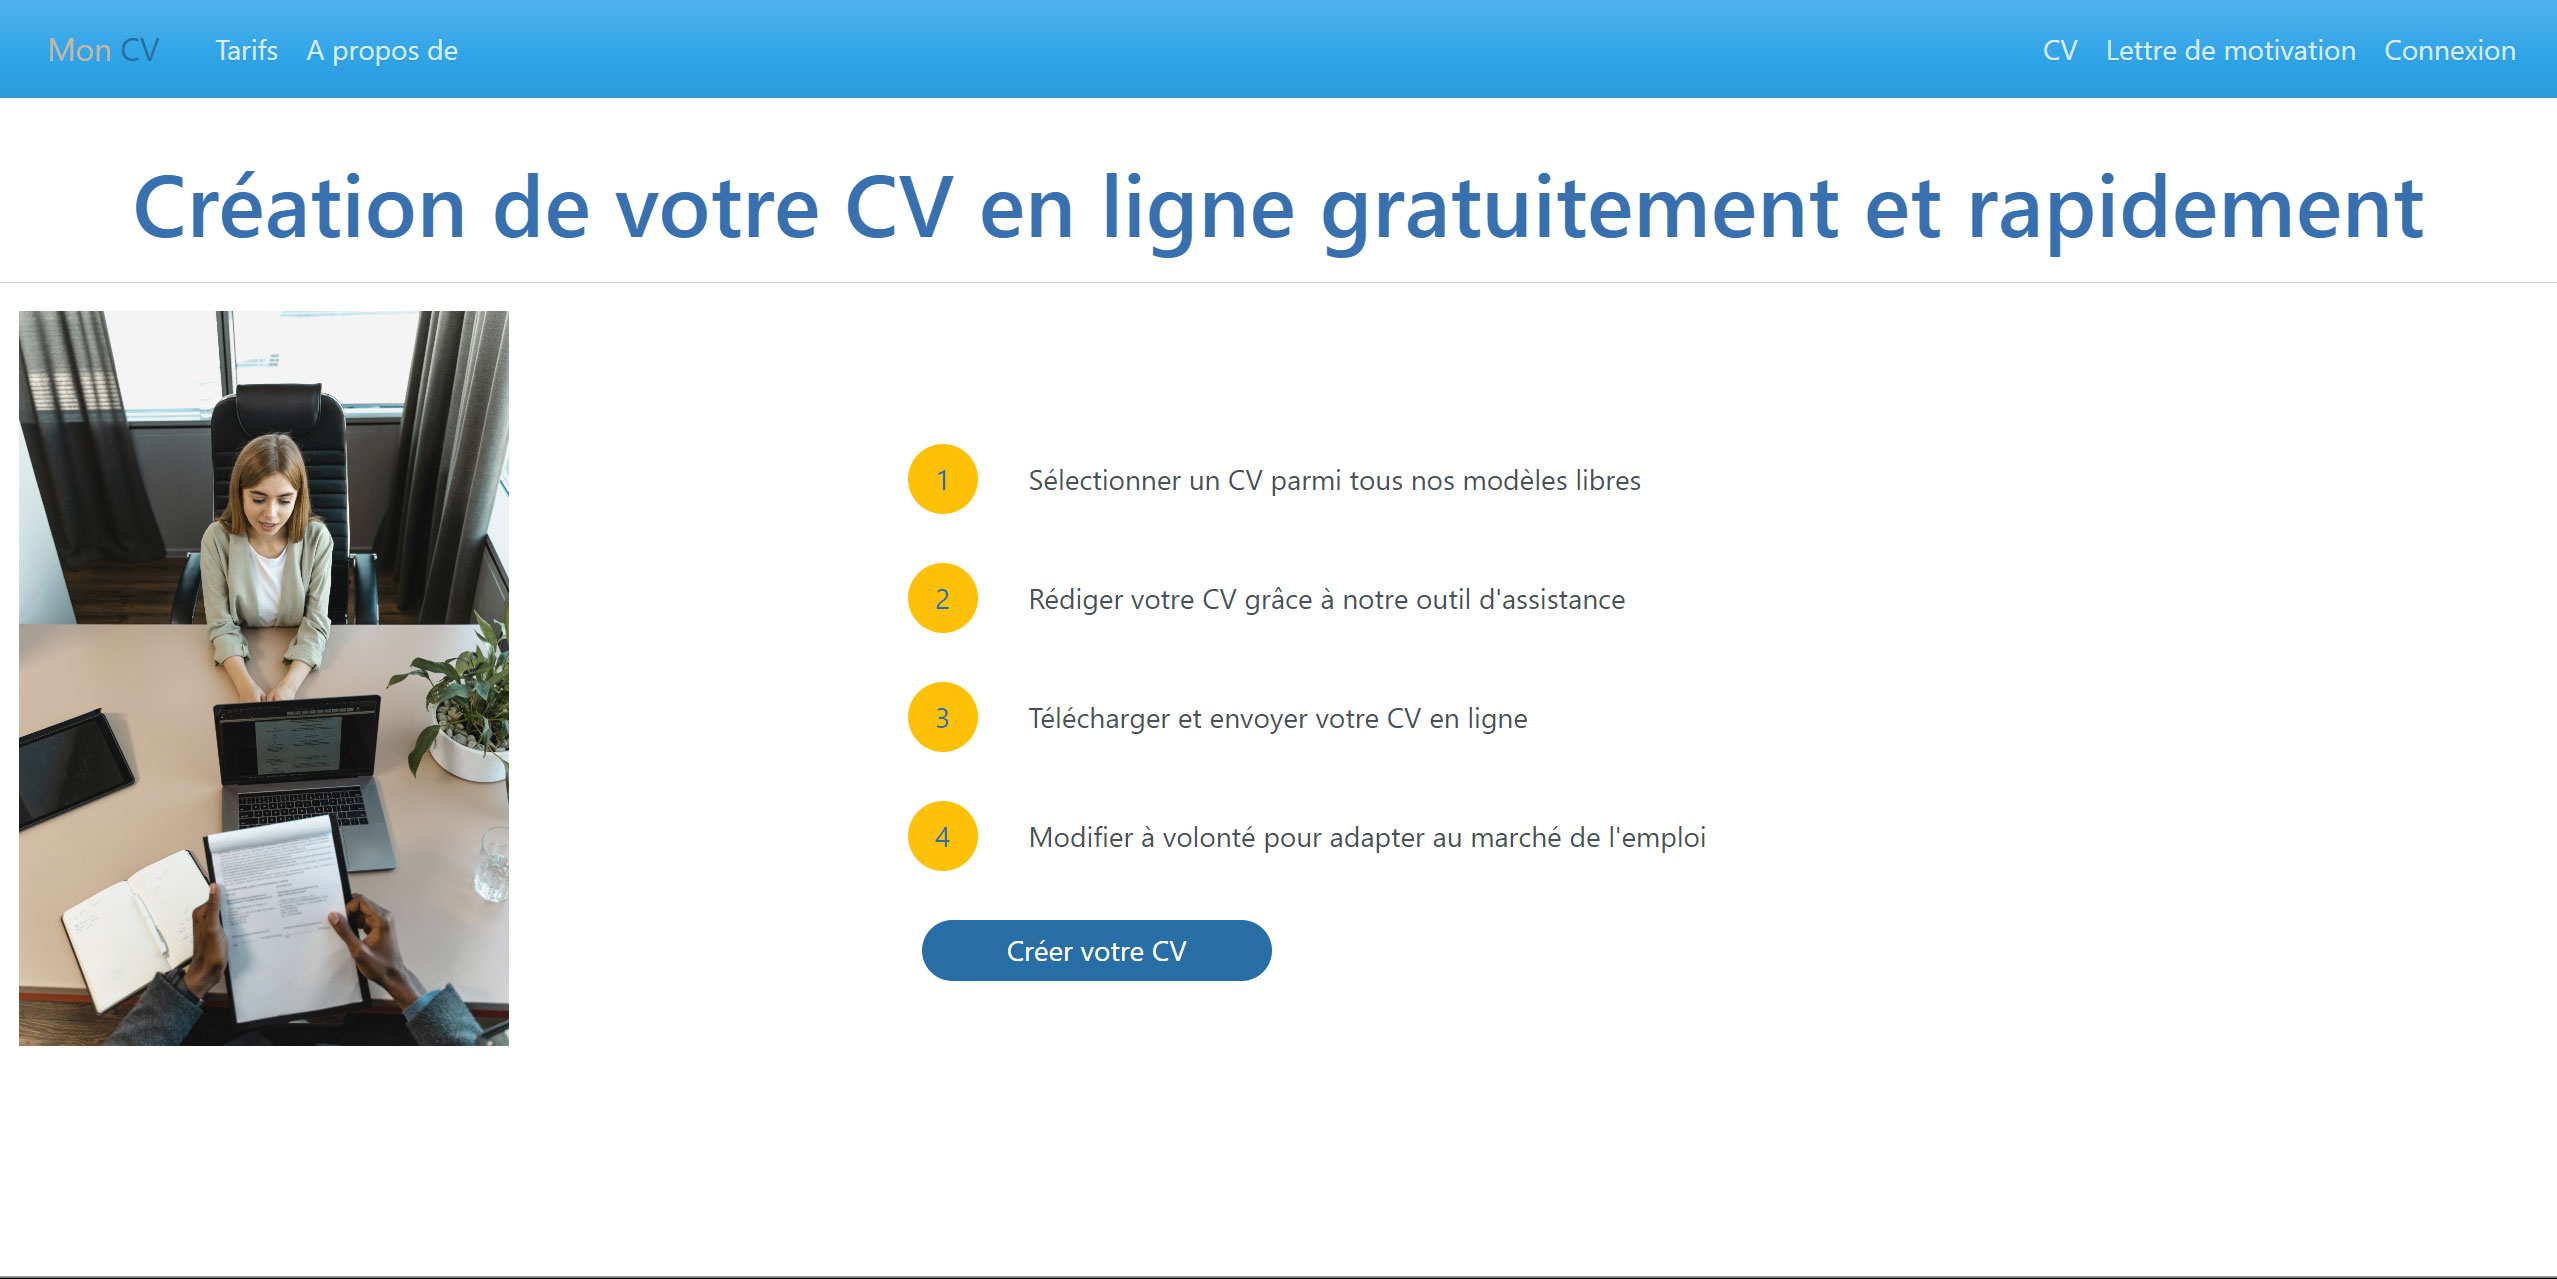 Mon CV Tarifs A propos de CV Lettre de motivation Connexion
Création de votre CV en ligne gratuitement et rapidement
1 Sélectionner un CV parmi tous nos modèles libres
2 Rédiger votre CV grâce à notre outil d'assistance
3 Télécharger et envoyer votre CV en ligne
4 Modifier à volonté pour adapter au marché de l'emploi
Créer votre CV